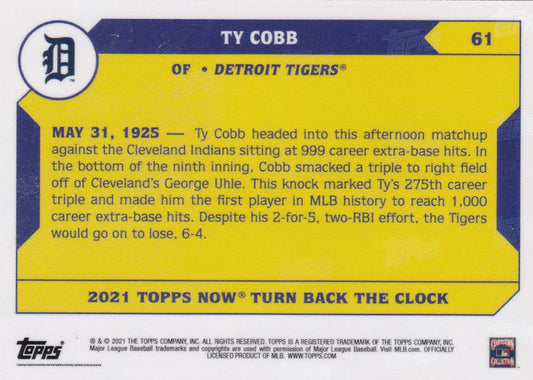 TY COBB
61
OF • DETROIT TIGERS®
MAY 31, 1925 — Ty Cobb headed into this afternoon matchup
against the Cleveland Indians sitting at 999 career extra-base hits. In
the bottom of the ninth inning, Cobb smacked a triple to right field
off of Cleveland's George Uhle. This knock marked Ty's 275th career
triple and made him the first player in MLB history to reach 1,000
career extra-base hits. Despite his 2-for-5, two-RBI effort, the Tigers
would go on to lose, 6-4.
2021 TOPPS NOW® TURN BACK THE CLOCK
Topps
® & © 2021 THE TOPPS COMPANY, INC. ALL RIGHTS RESERVED. TOPPS IS A REGISTERED TRADEMARK OF THE TOPPS COMPANY, INC.
Major League Baseball trademarks and copyrights are used with permission of Major League Baseball. Visit MLB.com. OFFICIALLY
LICENSED PRODUCT OF MLB. WWW.TOPPS.COM
COOPERSTOWN
COLLECTION